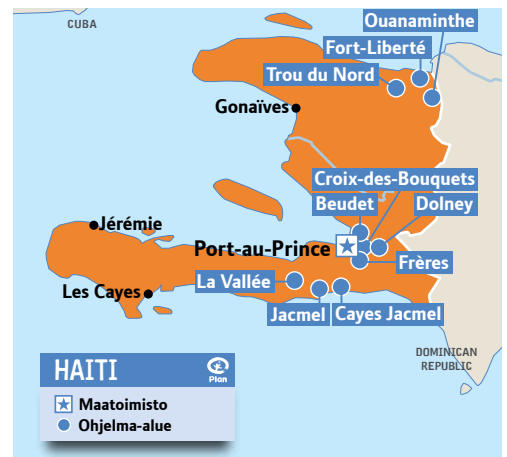 CUBA
Ouanaminthe
Fort-Liberté
Trou du Nord
Gonaïves
Croix-des-Bouquets
Beudet
Dolney
Jérémie
Port-au-Prince
Frères
La Vallée
Les Cayes
Jacmel
Cayes Jacmel
DOMINICAN
REPUBLIC
HAITI
Plan
Maatoimisto
Ohjelma-alue